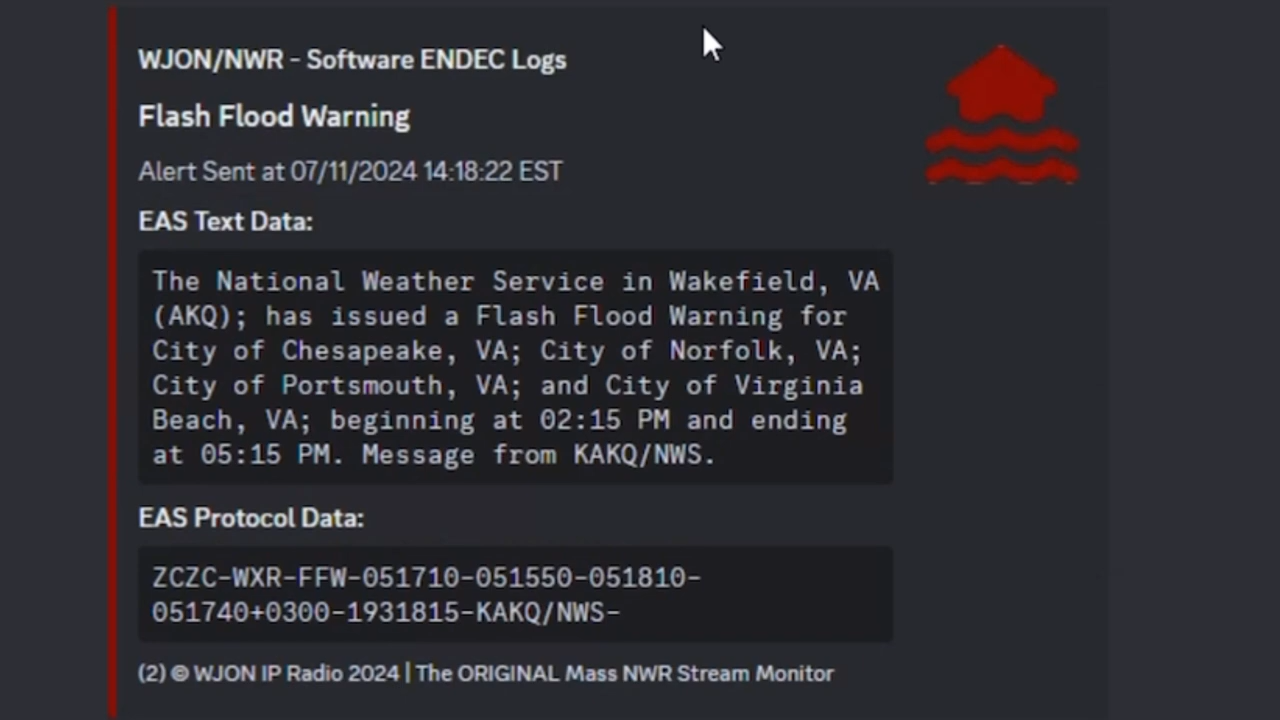 WJON/NWR - Software ENDEC Logs
Flash Flood Warning
Alert Sent at 07/11/2024 14:18:22 EST
EAS Text Data:
The National Weather Service in Wakefield, VA
(AKQ); has issued a Flash Flood Warning for
City of Chesapeake, VA; City of Norfolk, VA;
City of Portsmouth, VA; and City of Virginia
Beach, VA; beginning at 02:15 PM and ending
at 05:15 PM. Message from KAKQ/NWS.
EAS Protocol Data:
ZCZC-WXR-FFW-051710-051550-051810-
051740+0300-1931815-KAKQ/NWS-
(2) © WJON IP Radio 2024 | The ORIGINAL Mass NWR Stream Monitor